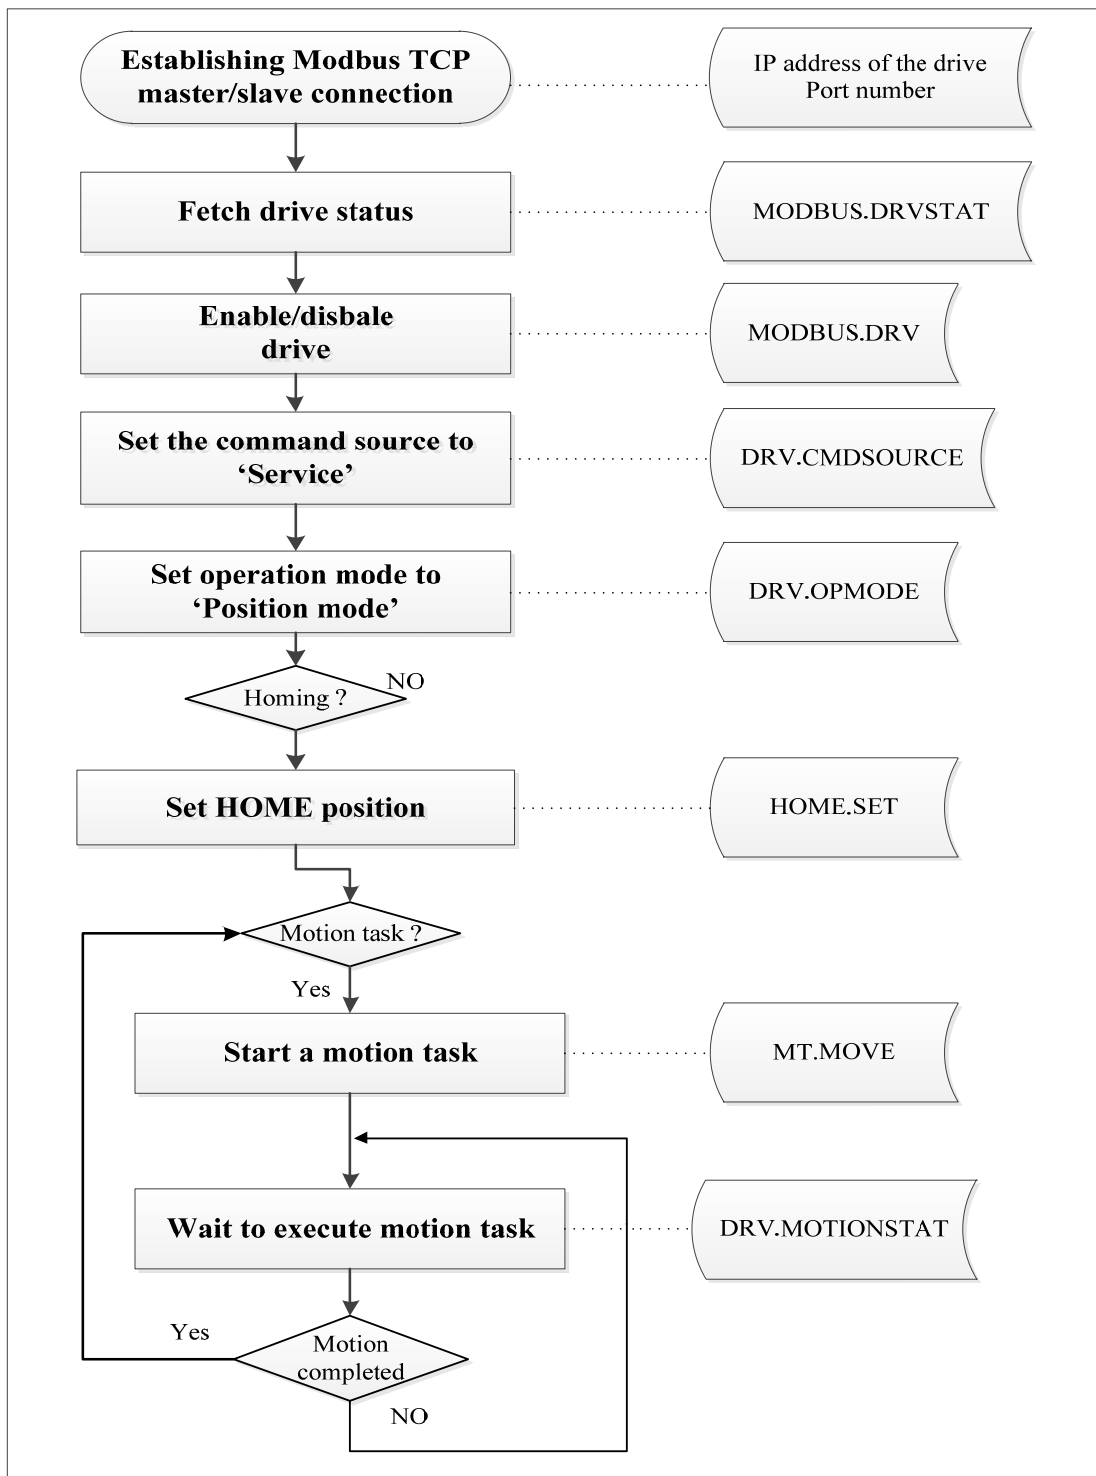 Establishing Modbus TCP
master/slave connection
IP address of the drive
Port number
Fetch drive status
MODBUS.DRVSTAT
Enable/disbale
drive
MODBUS.DRV
Set the command source to
‘Service’
DRV.CMDSOURCE
Set operation mode to
‘Position mode’
DRV.OPMODE
Homing ?
NO
Set HOME position
HOME.SET
Motion task ?
Yes
Start a motion task
MT.MOVE
Wait to execute motion task
DRV.MOTIONSTAT
Yes
Motion
completed
NO